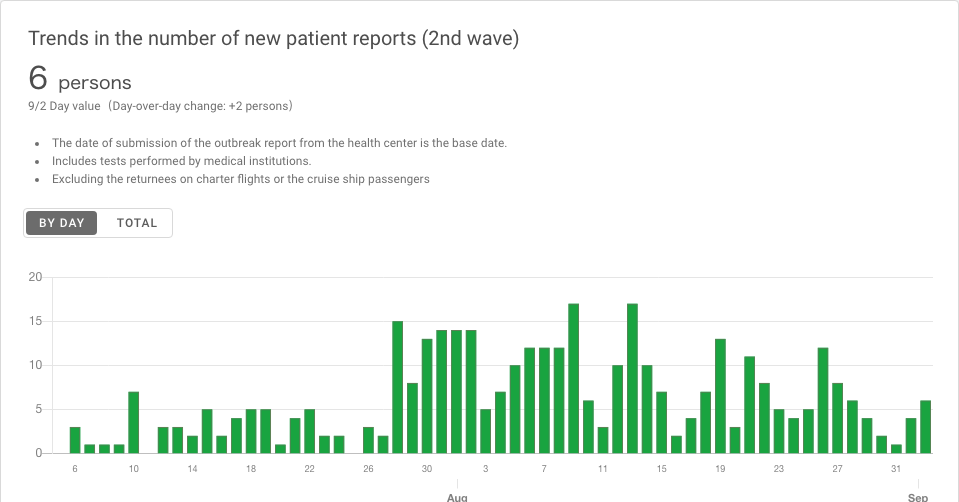 Trends in the number of new patient reports (2nd wave)
6 persons
9/2 Day value（Day-over-day change: +2 persons）
• The date of submission of the outbreak report from the health center is the base date.
• Includes tests performed by medical institutions.
• Excluding the returnees on charter flights or the cruise ship passengers
BY DAY TOTAL
20
15
10
5
0
6 10 14 18 22 26 30 3 7 11 15 19 23 27 31
Aug Sep